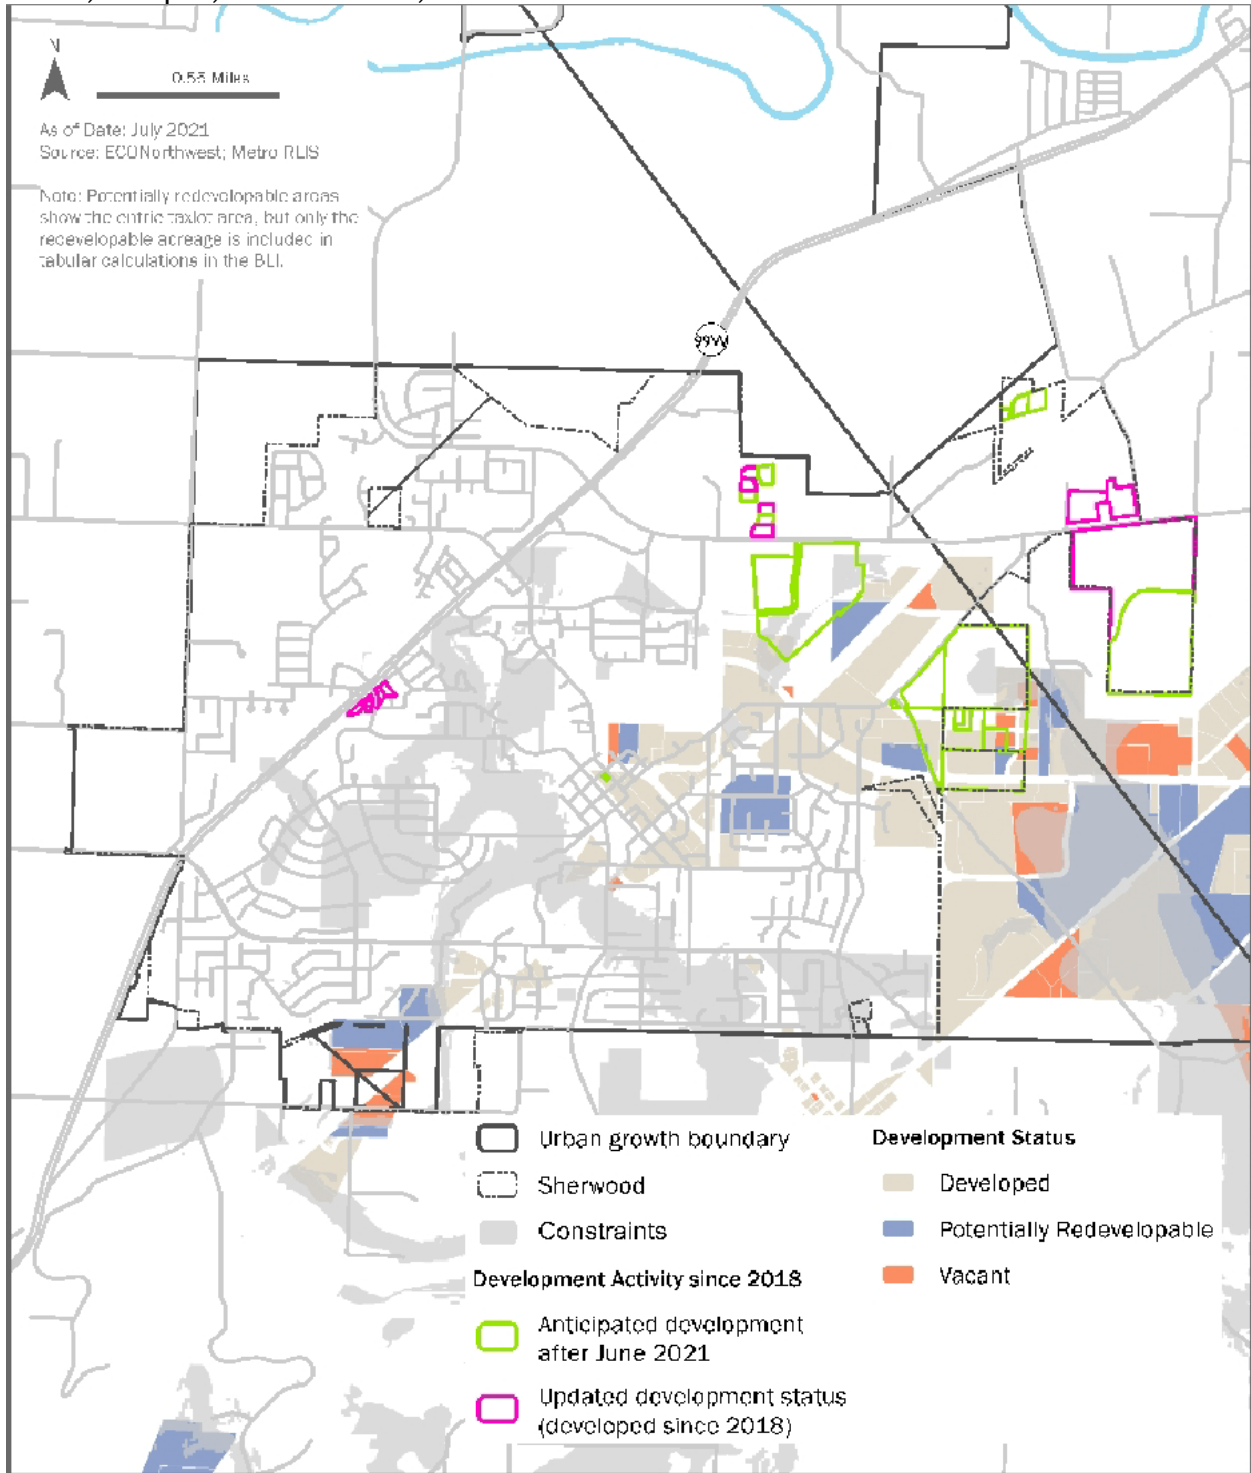 N
0.55 Miles
As of Date: July 2021
Source: ECONorthwest; Metro RLIS
Note: Potentially redevelopable areas
show the entire taxlot area, but only the
redevelopable acreage is included in
tabular calculations in the BLI.
99W
Urban growth boundary
Sherwood
Constraints
Development Activity since 2018
Anticipated development
after June 2021
Updated development status
(developed since 2018)
Development Status
Developed
Potentially Redevelopable
Vacant